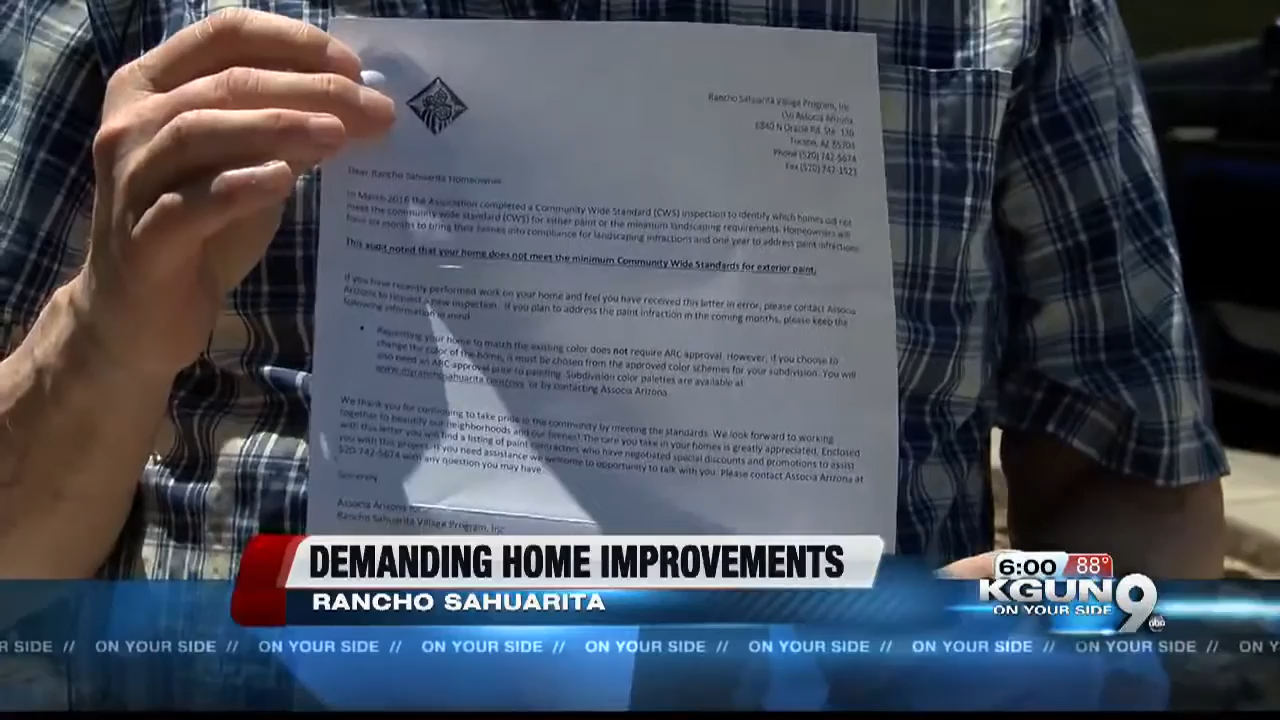 Rancho Sahuarita Village Program, Inc.
C/o Associa Arizona
6840 N Oracle Rd. Ste. 130
Tucson, AZ 85704
Phone (520) 742-5674
Fax (520) 742-1523
Dear Rancho Sahuarita Homeowner
In March 2016 the Association completed a Community Wide Standard (CWS) inspection to identify which homes did not
meet the community wide standard (CWS) for either paint or the minimum landscaping requirements. Homeowners will
have six months to bring their homes into compliance for landscaping infractions and one year to address paint infractions.
This audit noted that your home does not meet the minimum Community Wide Standards for exterior paint.
If you have recently performed work on your home and feel you have received this letter in error, please contact Associa
Arizona to request a new inspection. If you plan to address the paint infraction in the coming months, please keep the
following information in mind
• Repainting your home to match the existing color does not require ARC approval. However, if you choose to
change the color of the home, it must be chosen from the approved color schemes for your subdivision. You will
also need an ARC approval prior to painting. Subdivision color palettes are available at
or by contacting Associa Arizona.
We thank you for continuing to take pride in the community by meeting the standards. We look forward to working
together to beautify our neighborhoods and our homes! The care you take in your homes is greatly appreciated. Enclosed
with this letter you will find a listing of paint contractors who have negotiated special discounts and promotions to assist
you with this project. If you need assistance we welcome to opportunity to talk with you. Please contact Associa Arizona at
520-742-5674 with any question you may have.
Sincerely
Associa Arizona for
Rancho Sahuarita Village Program, Inc
DEMANDING HOME IMPROVEMENTS
RANCHO SAHUARITA
6:00 88°
KGUN 9
ON YOUR SIDE
abc
R SIDE // ON YOUR SIDE // ON YOUR SIDE // ON YOUR SIDE // ON YOUR SIDE // ON YOUR SIDE // ON YOUR SIDE // ON Y